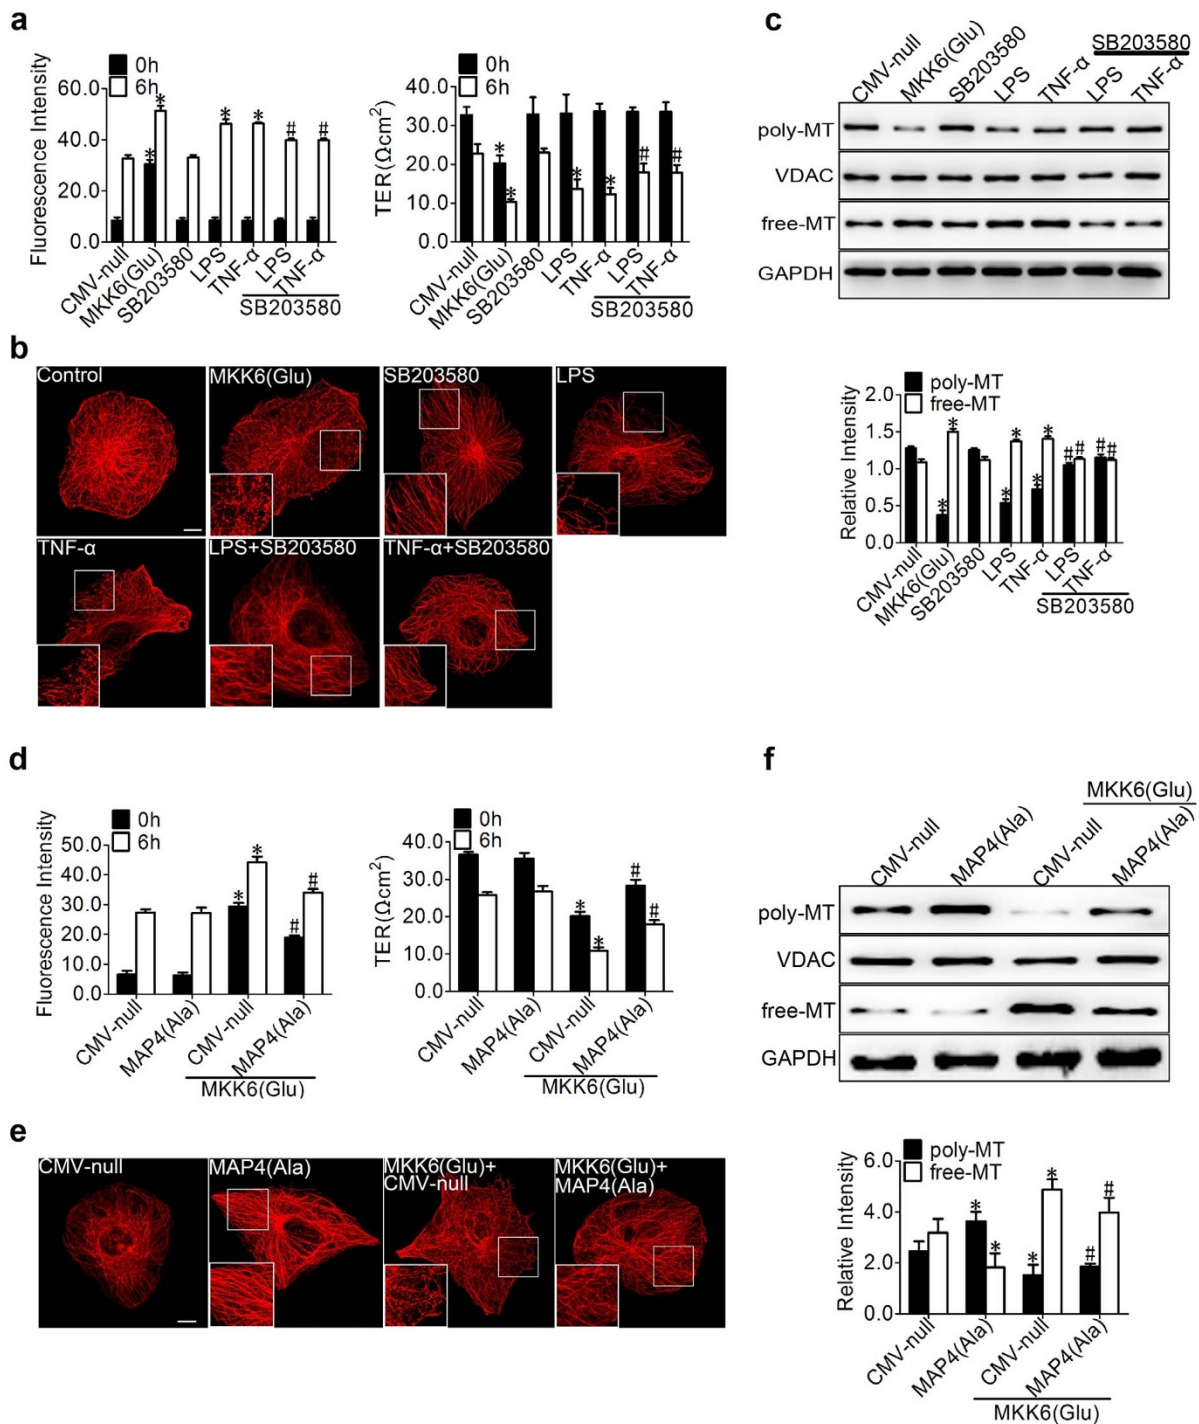 a
0h
6h
Fluorescence Intensity
60.0
40.0
20.0
0.0
* * * * # #
CMV-null
MKK6(Glu)
SB203580
LPS
TNF-α
LPS
TNF-α
SB203580
0h
6h
TER(Ωcm²)
40.0
30.0
20.0
10.0
0.0
* * * * # #
CMV-null
MKK6(Glu)
SB203580
LPS
TNF-α
LPS
TNF-α
SB203580
c
SB203580
CMV-null
MKK6(Glu)
SB203580
LPS
TNF-α
LPS
TNF-α
poly-MT
VDAC
free-MT
GAPDH
poly-MT
free-MT
Relative Intensity
2.0
1.5
1.0
0.5
0.0
* * * * * * # # # #
CMV-null
MKK6(Glu)
SB203580
LPS
TNF-α
LPS
TNF-α
SB203580
b
Control
MKK6(Glu)
SB203580
LPS
TNF-α
LPS+SB203580
TNF-α+SB203580
d
0h
6h
Fluorescence Intensity
50.0
40.0
30.0
20.0
10.0
0.0
* * # #
CMV-null
MAP4(Ala)
CMV-null
MAP4(Ala)
MKK6(Glu)
0h
6h
TER(Ωcm²)
40.0
30.0
20.0
10.0
0.0
* * # #
CMV-null
MAP4(Ala)
CMV-null
MAP4(Ala)
MKK6(Glu)
f
MKK6(Glu)
CMV-null
MAP4(Ala)
CMV-null
MAP4(Ala)
poly-MT
VDAC
free-MT
GAPDH
poly-MT
free-MT
Relative Intensity
6.0
4.0
2.0
0.0
* * * * # #
CMV-null
MAP4(Ala)
CMV-null
MAP4(Ala)
MKK6(Glu)
e
CMV-null
MAP4(Ala)
MKK6(Glu)+
CMV-null
MKK6(Glu)+
MAP4(Ala)